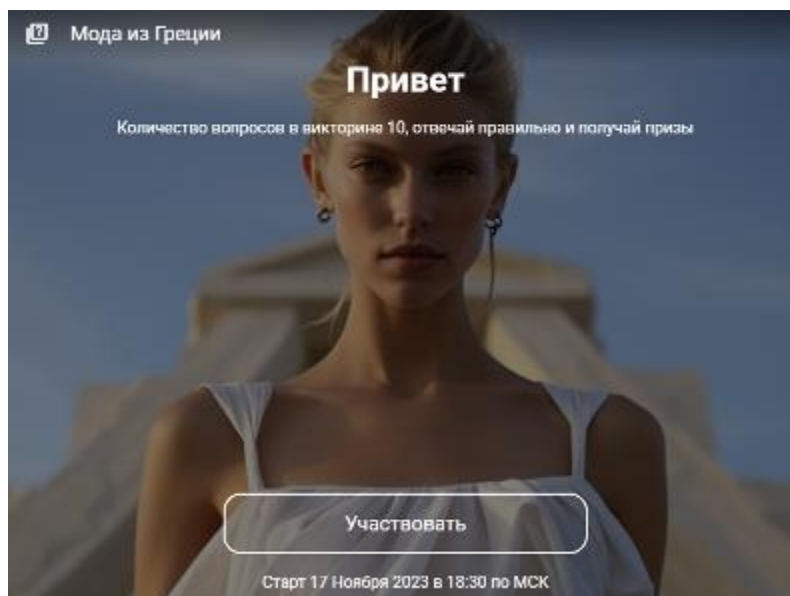 Мода из Греции
Привет
Количество вопросов в викторине 10, отвечай правильно и получай призы
Участвовать
Старт 17 Ноября 2023 в 18:30 по МСК